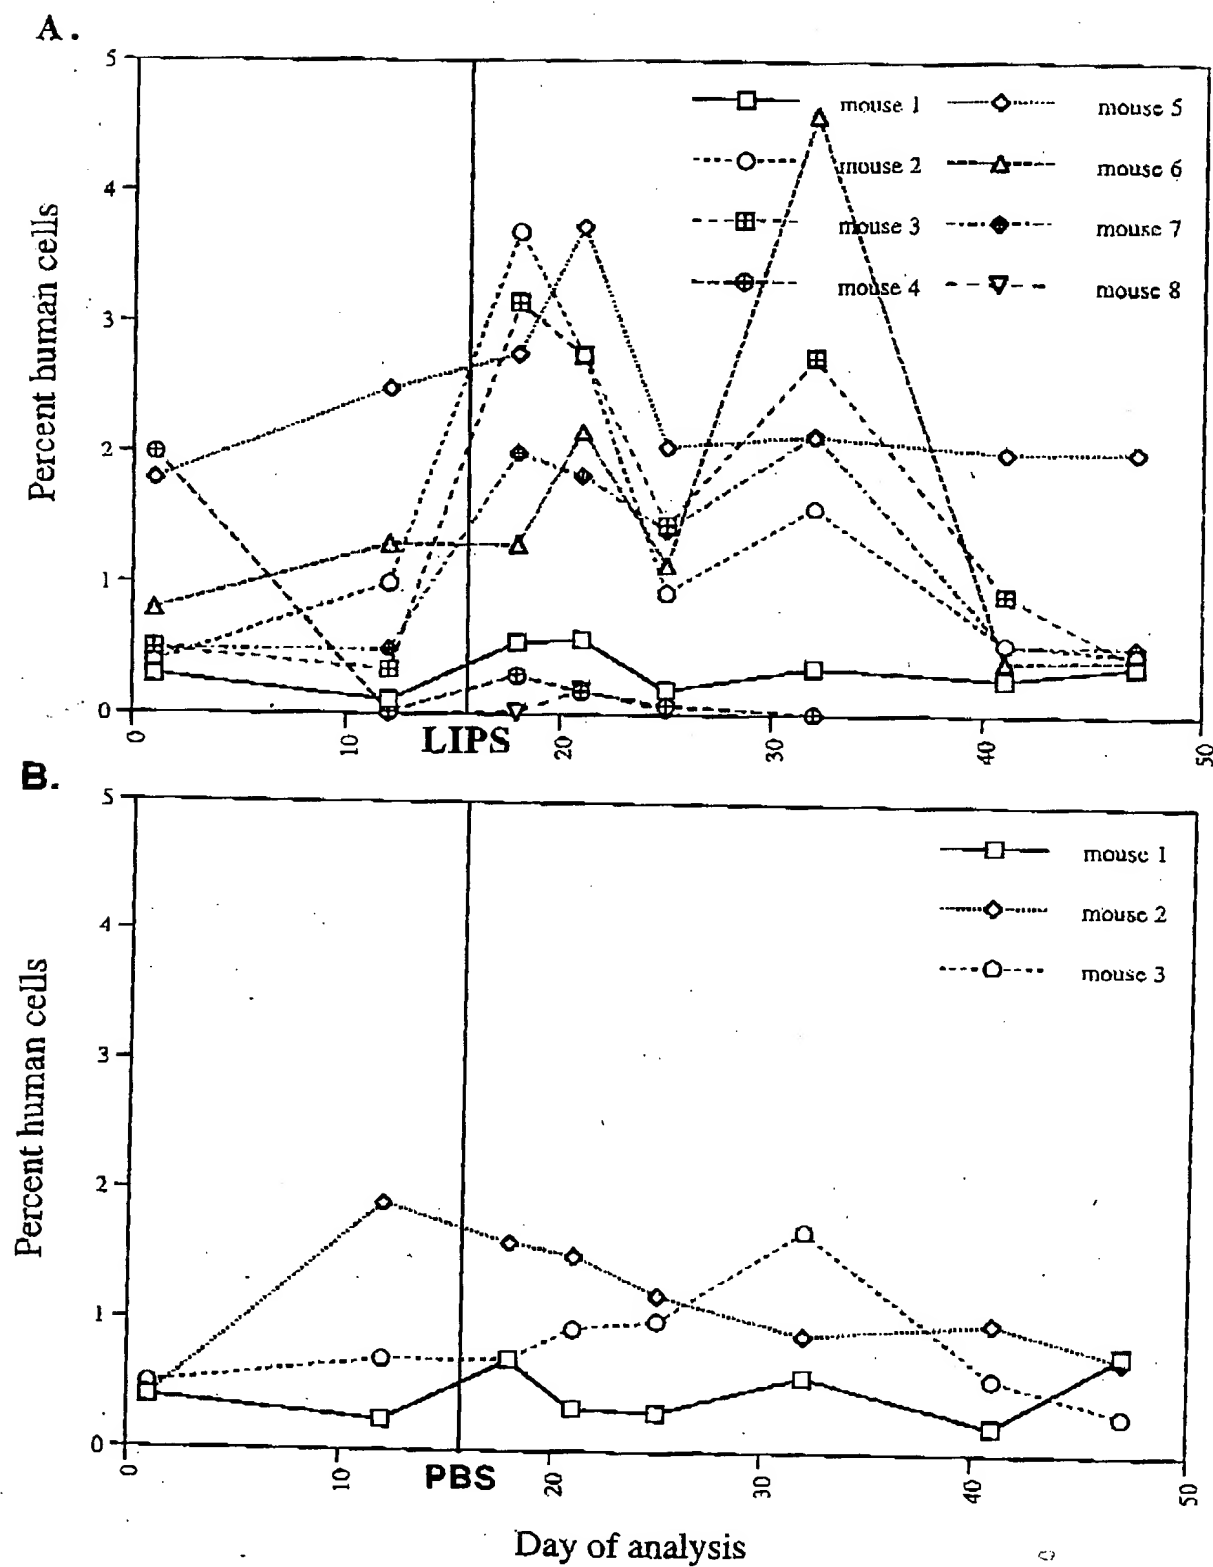 A.
5
mouse 1 mouse 5
4
mouse 2 mouse 6
mouse 3 mouse 7
mouse 4 mouse 8
3
2
1
0
Percent human cells
0 10 LIPS 20 30 40 50
B.
5
mouse 1
4
mouse 2
mouse 3
3
2
1
0
Percent human cells
0 10 PBS 20 30 40 50
Day of analysis